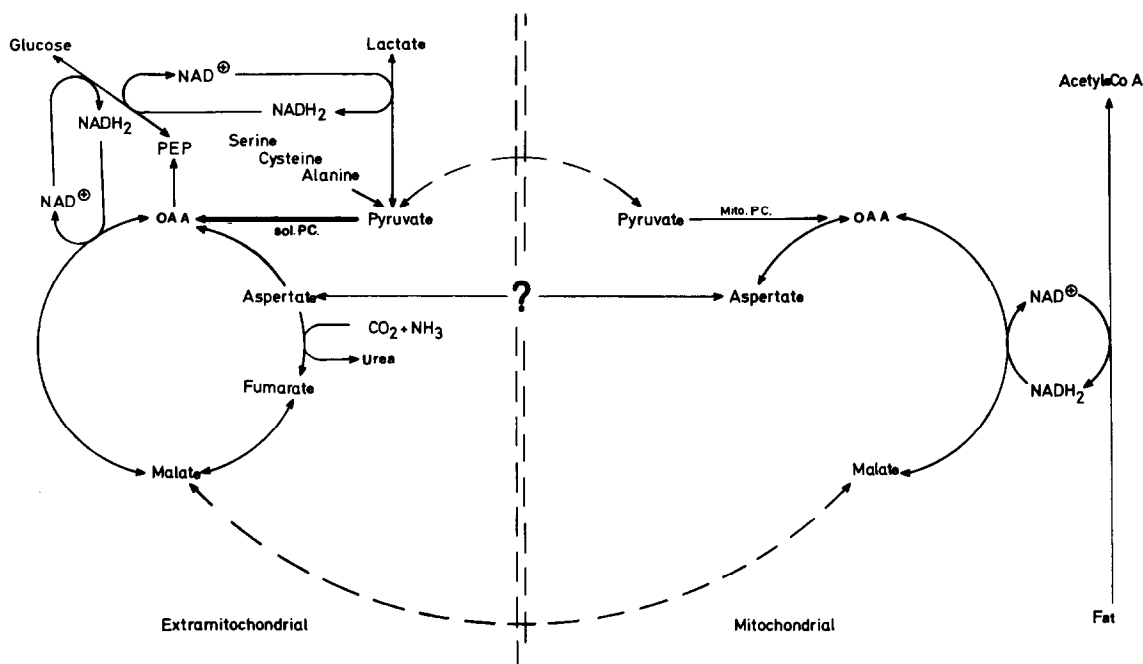 Glucose
Lactate
NAD⊕
NADH2
NADH2
PEP
Serine
Cysteine
Alanine
NAD⊕
OAA
sol. PC.
Pyruvate
Aspertate
CO2 + NH3
Urea
Fumarate
Malate
Extramitochondrial
?
Acetyl-CoA
Pyruvate
Mito. PC.
OAA
Aspertate
NAD⊕
NADH2
Malate
Mitochondrial
Fat